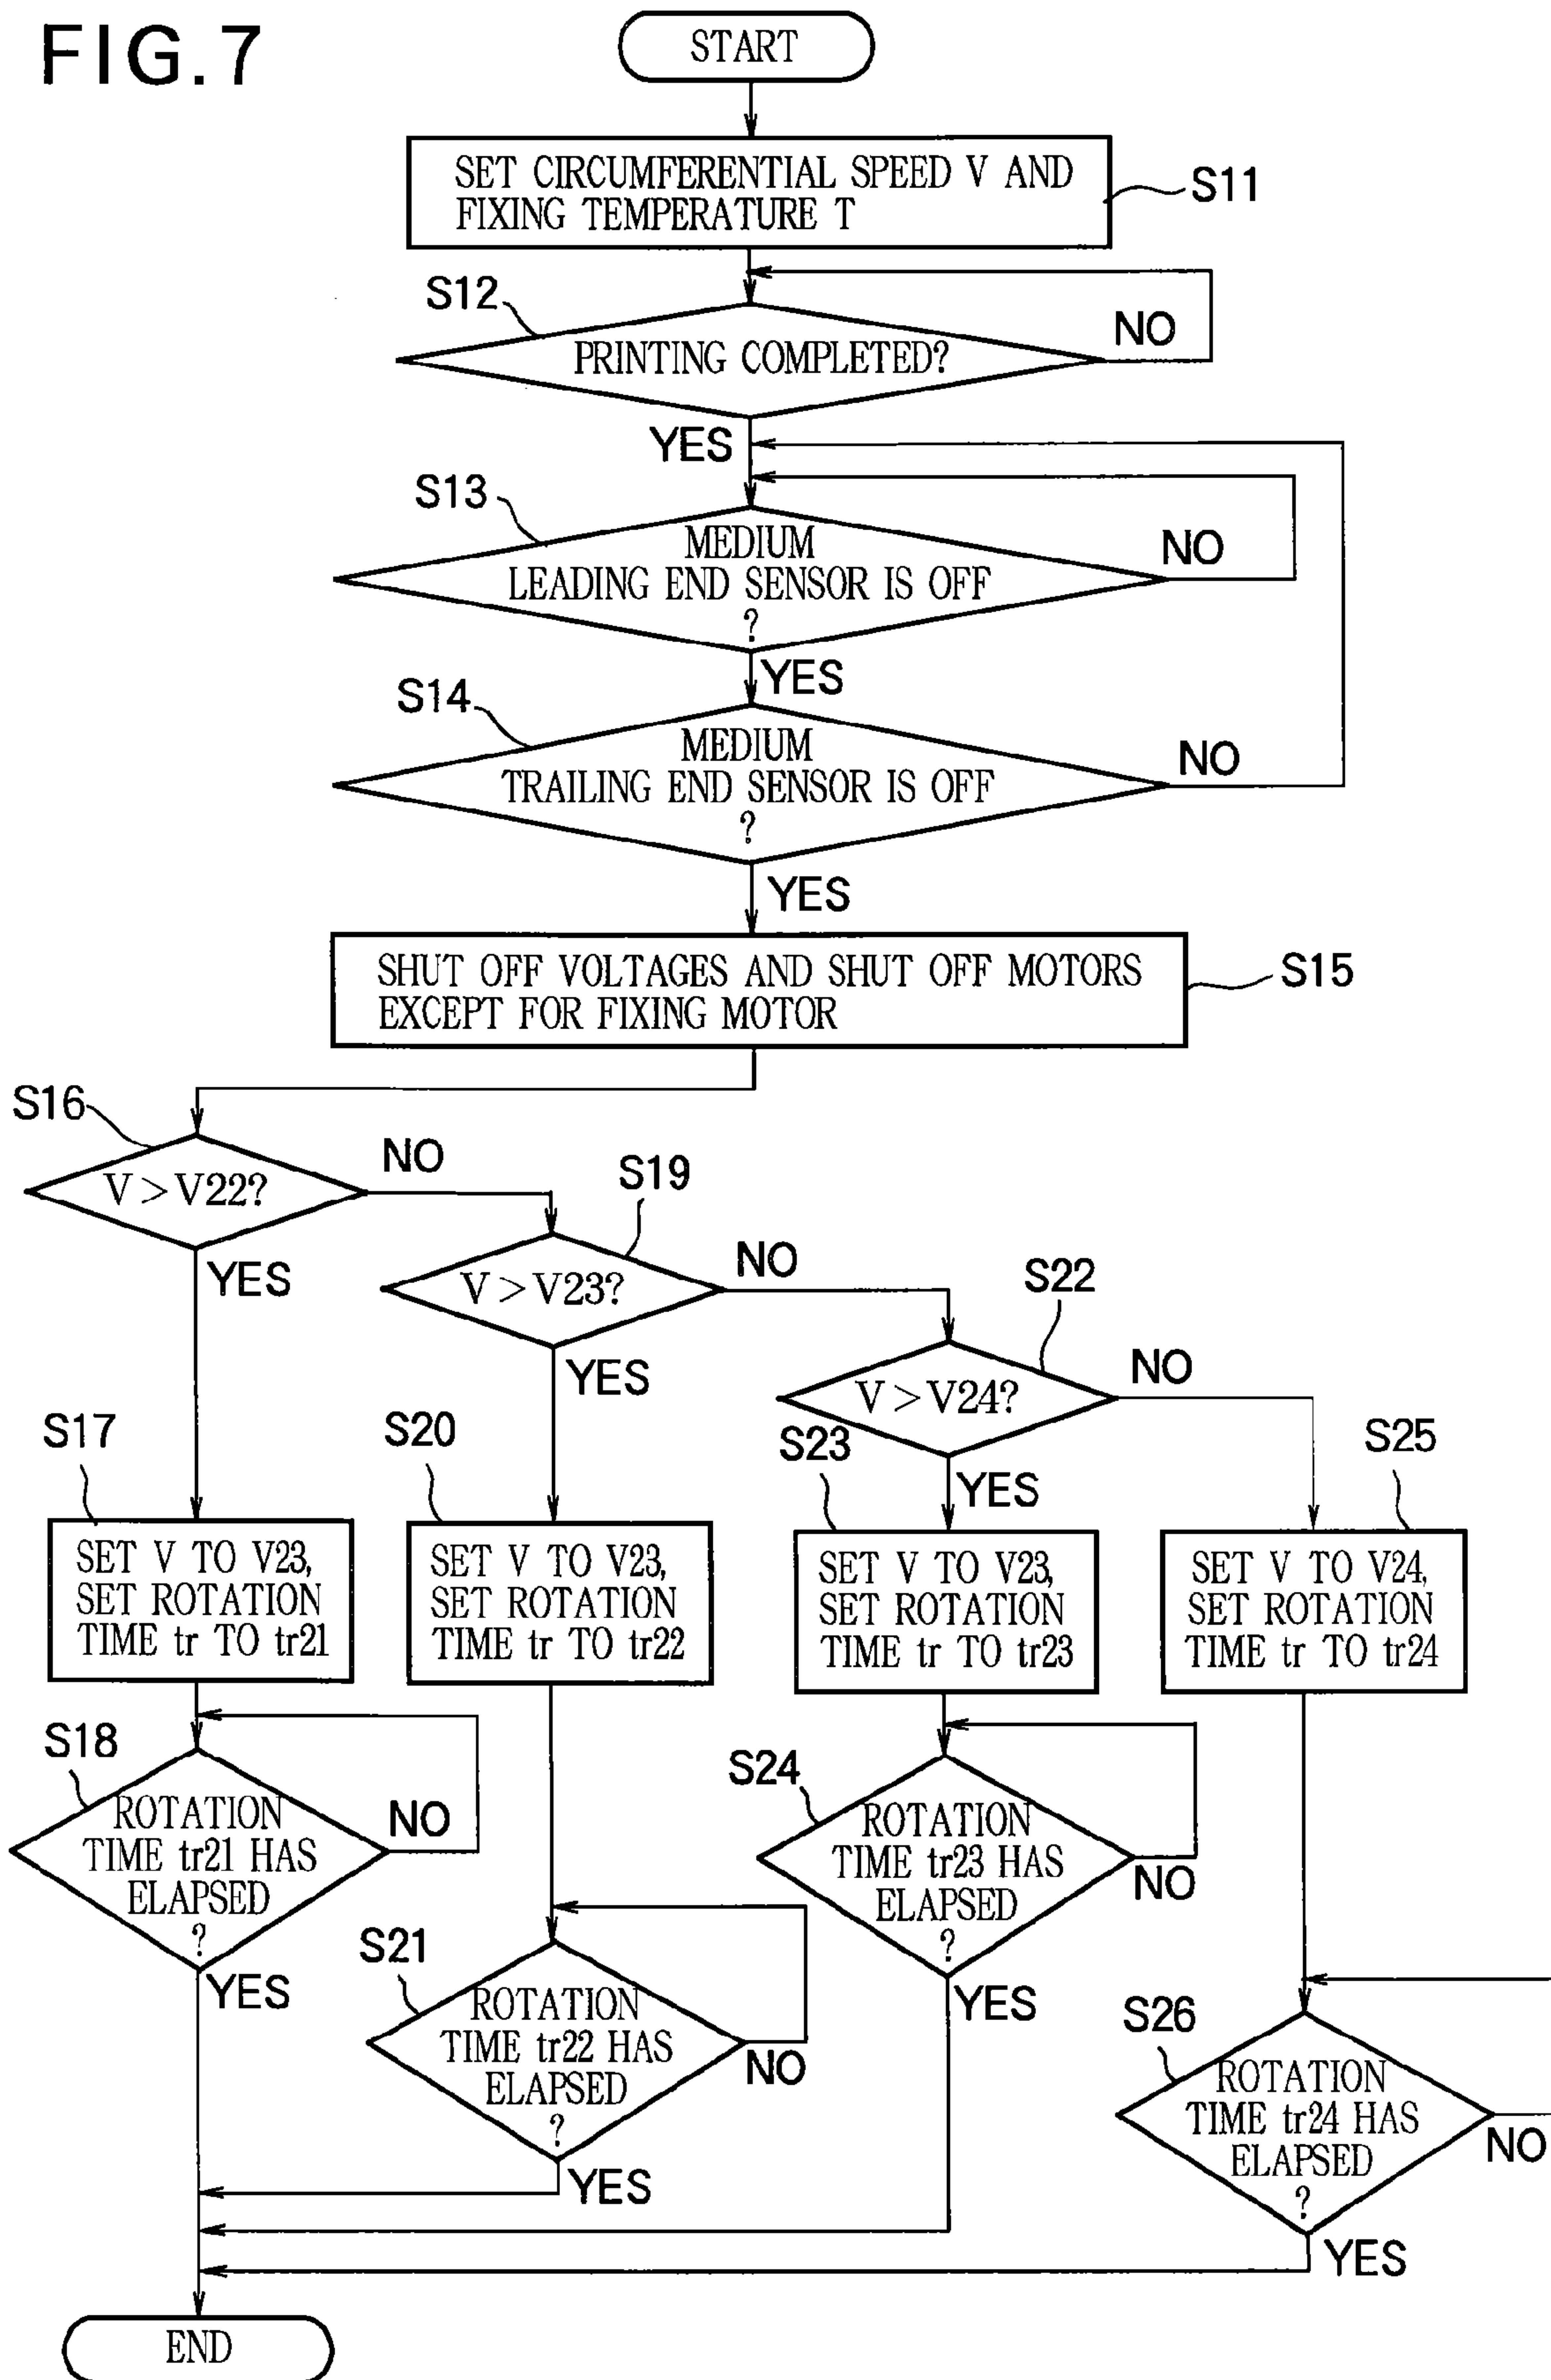 FIG.7
START
SET CIRCUMFERENTIAL SPEED V AND
FIXING TEMPERATURE T
S11
S12
PRINTING COMPLETED?
NO
YES
S13
MEDIUM
LEADING END SENSOR IS OFF
?
NO
YES
S14
MEDIUM
TRAILING END SENSOR IS OFF
?
NO
YES
SHUT OFF VOLTAGES AND SHUT OFF MOTORS
EXCEPT FOR FIXING MOTOR
S15
S16
V > V22?
NO
YES
S19
V > V23?
NO
YES
S22
V > V24?
NO
YES
S17
SET V TO V23,
SET ROTATION
TIME tr TO tr21
S20
SET V TO V23,
SET ROTATION
TIME tr TO tr22
S23
SET V TO V23,
SET ROTATION
TIME tr TO tr23
S25
SET V TO V24,
SET ROTATION
TIME tr TO tr24
S18
ROTATION
TIME tr21 HAS
ELAPSED
?
NO
YES
S21
ROTATION
TIME tr22 HAS
ELAPSED
?
NO
YES
S24
ROTATION
TIME tr23 HAS
ELAPSED
?
NO
YES
S26
ROTATION
TIME tr24 HAS
ELAPSED
?
NO
YES
END